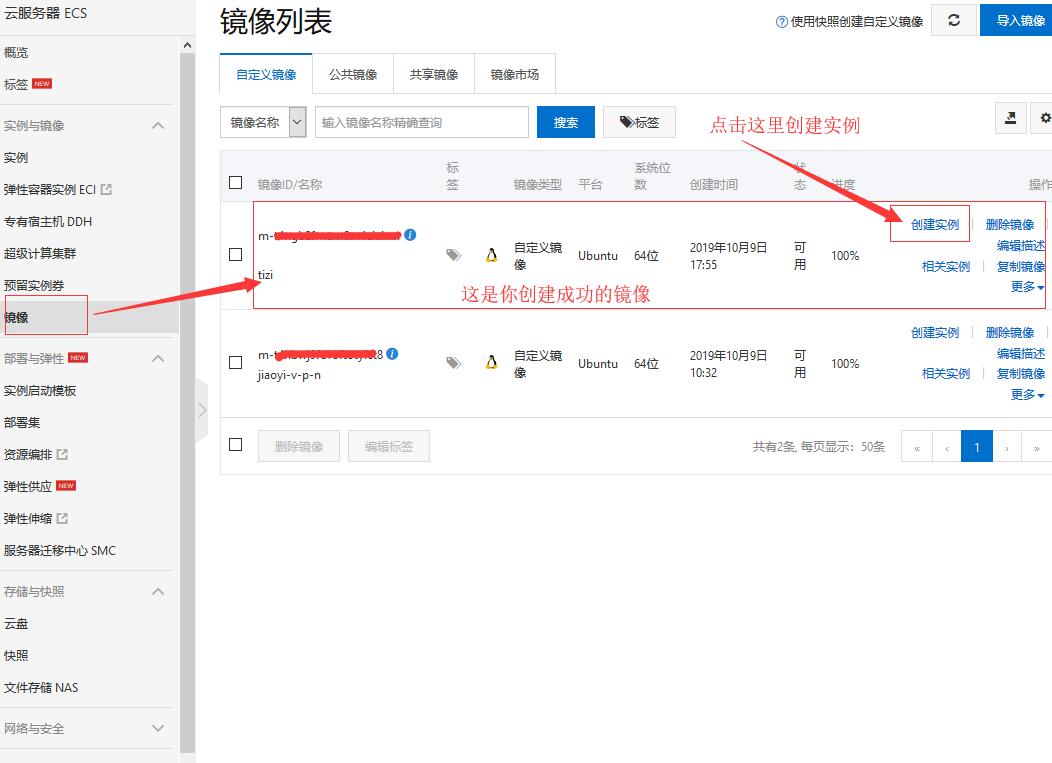 云服务器 ECS
概览
标签 NEW
实例与镜像
实例
弹性容器实例 ECI
专有宿主机 DDH
超级计算集群
预留实例券
镜像
部署与弹性 NEW
实例启动模板
部署集
资源编排
弹性供应 NEW
弹性伸缩
服务器迁移中心 SMC
存储与快照
云盘
快照
文件存储 NAS
网络与安全
镜像列表
使用快照创建自定义镜像 导入镜像
自定义镜像 公共镜像 共享镜像 镜像市场
镜像名称 输入镜像名称精确查询 搜索 标签
点击这里创建实例
镜像ID/名称 标签 镜像类型 平台 系统位数 创建时间 状态 进度 操作
m-
tizi
自定义镜像 Ubuntu 64位 2019年10月9日 17:55 可用 100%
创建实例 删除镜像
编辑描述
相关实例 复制镜像
更多
这是你创建成功的镜像
m-
jiaoyi-v-p-n
自定义镜像 Ubuntu 64位 2019年10月9日 10:32 可用 100%
创建实例 删除镜像
编辑描述
相关实例 复制镜像
更多
删除镜像 编辑标签 共有2条, 每页显示：50条 « ‹ 1 › »